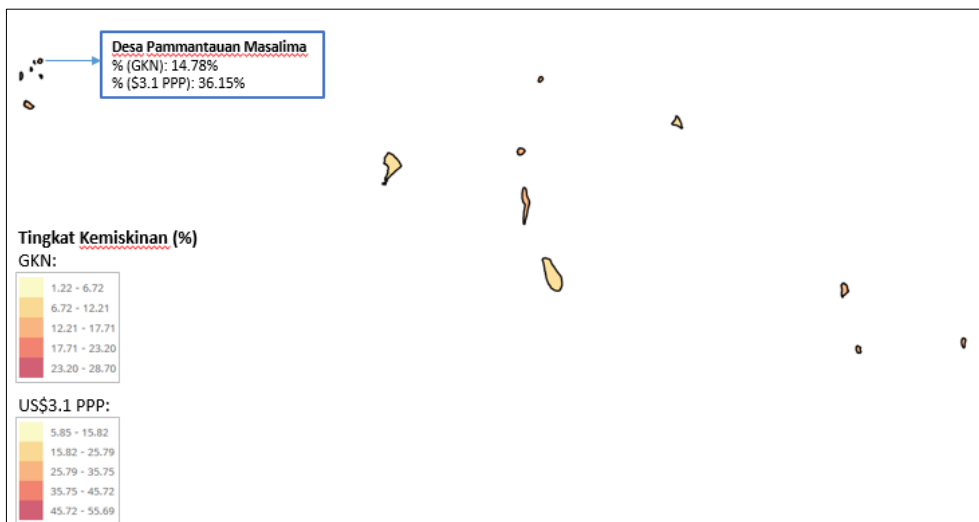 Desa Pammantauan Masalima
% (GKN): 14.78%
% ($3.1 PPP): 36.15%
Tingkat Kemiskinan (%)
GKN:
1.22 - 6.72
6.72 - 12.21
12.21 - 17.71
17.71 - 23.20
23.20 - 28.70
US$3.1 PPP:
5.85 - 15.82
15.82 - 25.79
25.79 - 35.75
35.75 - 45.72
45.72 - 55.69